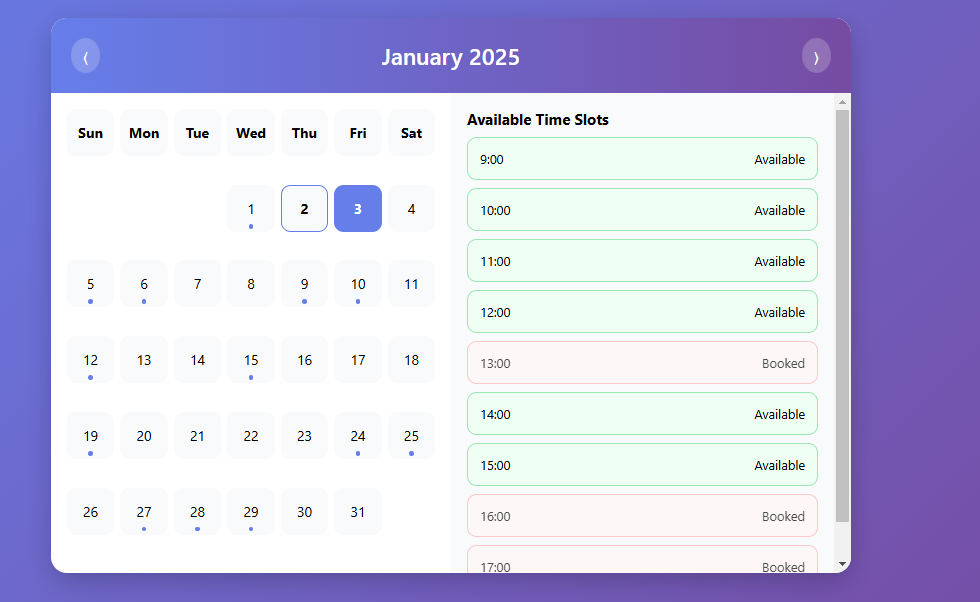 ⟨ January 2025 ⟩
Sun Mon Tue Wed Thu Fri Sat
1 2 3 4
5 6 7 8 9 10 11
12 13 14 15 16 17 18
19 20 21 22 23 24 25
26 27 28 29 30 31
Available Time Slots
9:00 Available
10:00 Available
11:00 Available
12:00 Available
13:00 Booked
14:00 Available
15:00 Available
16:00 Booked
17:00 Booked